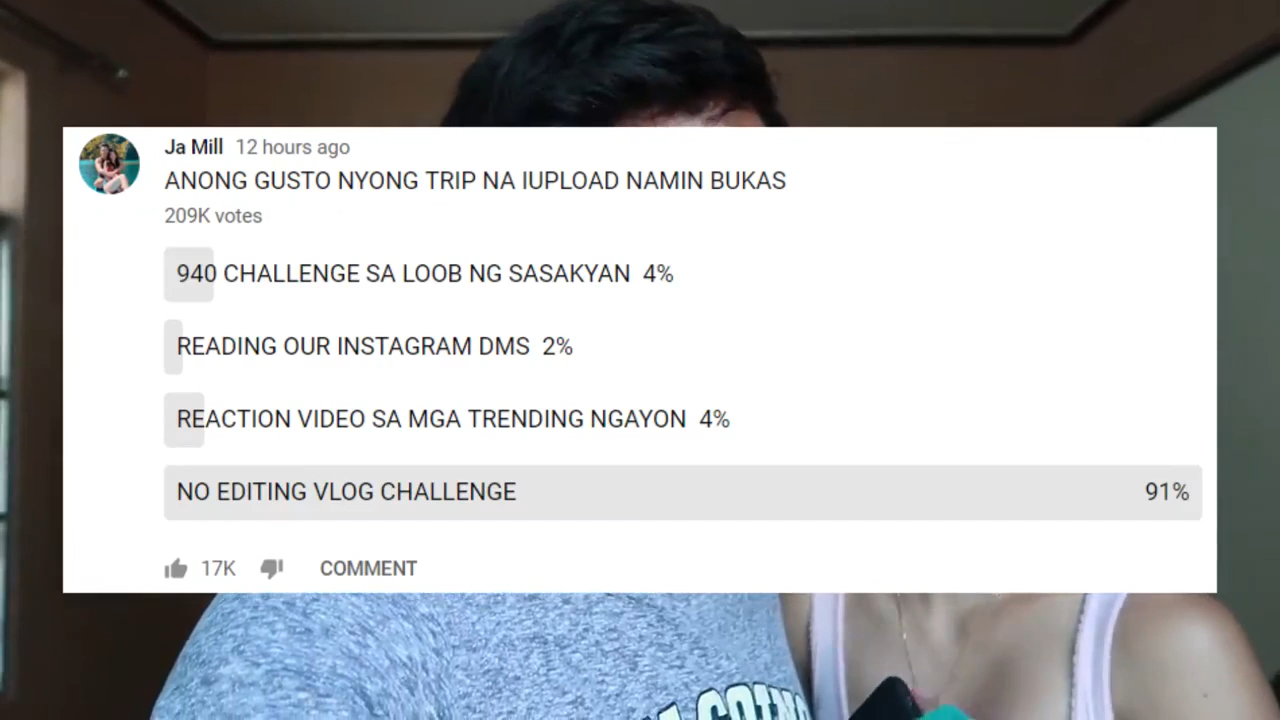 Ja Mill 12 hours ago
ANONG GUSTO NYONG TRIP NA IUPLOAD NAMIN BUKAS
209K votes
940 CHALLENGE SA LOOB NG SASAKYAN 4%
READING OUR INSTAGRAM DMS 2%
REACTION VIDEO SA MGA TRENDING NGAYON 4%
NO EDITING VLOG CHALLENGE 91%
17K COMMENT